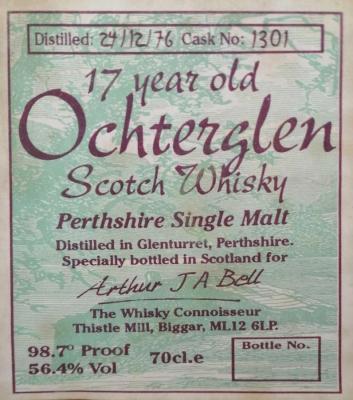 Distilled: 24/12/76 Cask No: 1301
17 year old
Ochterglen
Scotch Whisky
Perthshire Single Malt
Distilled in Glenturret, Perthshire.
Specially bottled in Scotland for
Arthur J A Bell
The Whisky Connoisseur
Thistle Mill, Biggar, ML12 6LP.
98.7° Proof 70cl.e Bottle No.
56.4% Vol